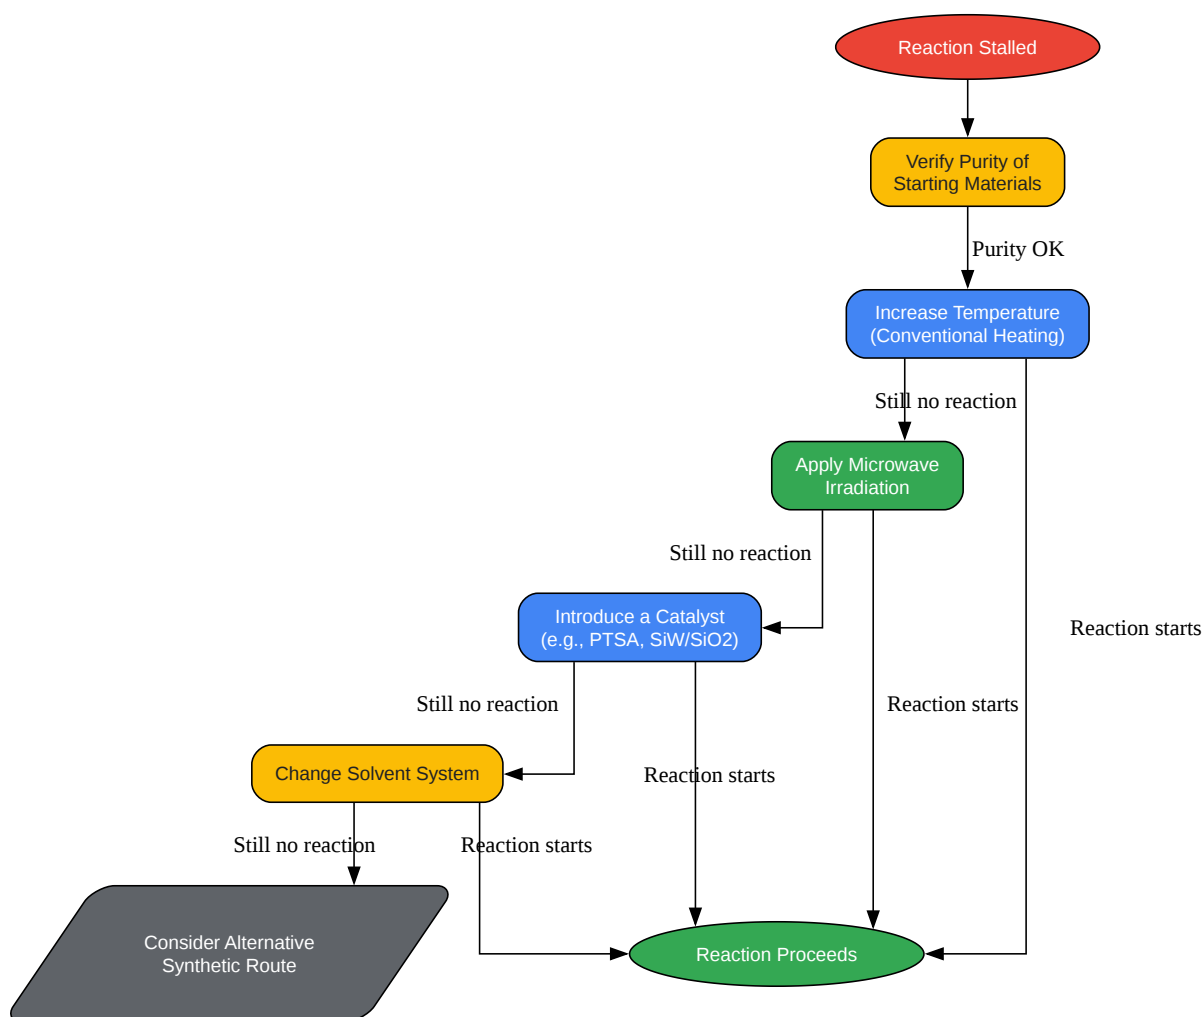 Reaction Stalled
Verify Purity of
Starting Materials
Purity OK
Increase Temperature
(Conventional Heating)
Still no reaction
Apply Microwave
Irradiation
Still no reaction
Introduce a Catalyst
(e.g., PTSA, SiW/SiO2)
Reaction starts
Still no reaction
Reaction starts
Change Solvent System
Reaction starts
Still no reaction
Reaction starts
Consider Alternative
Synthetic Route
Reaction Proceeds